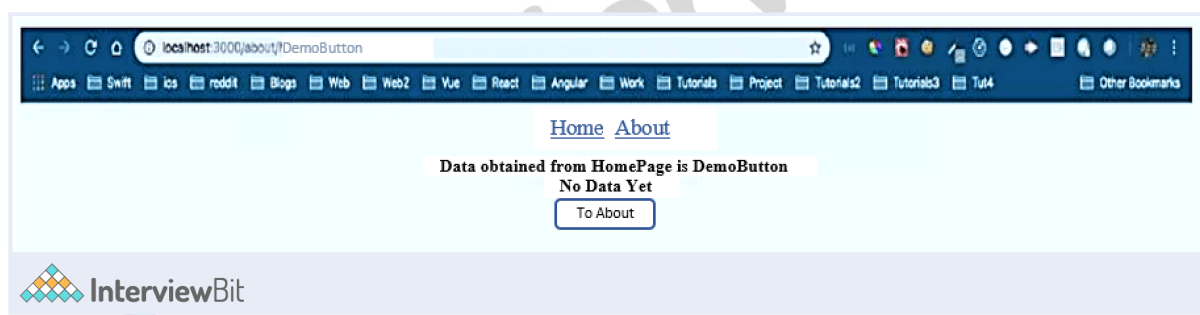 localhost:3000/about/!DemoButton
Apps Swift ios reddit Blogs Web Web2 Vue React Angular Work Tutorials Project Tutorials2 Tutorials3 Tut4 Other Bookmarks
Home About
Data obtained from HomePage is DemoButton
No Data Yet
To About
InterviewBit